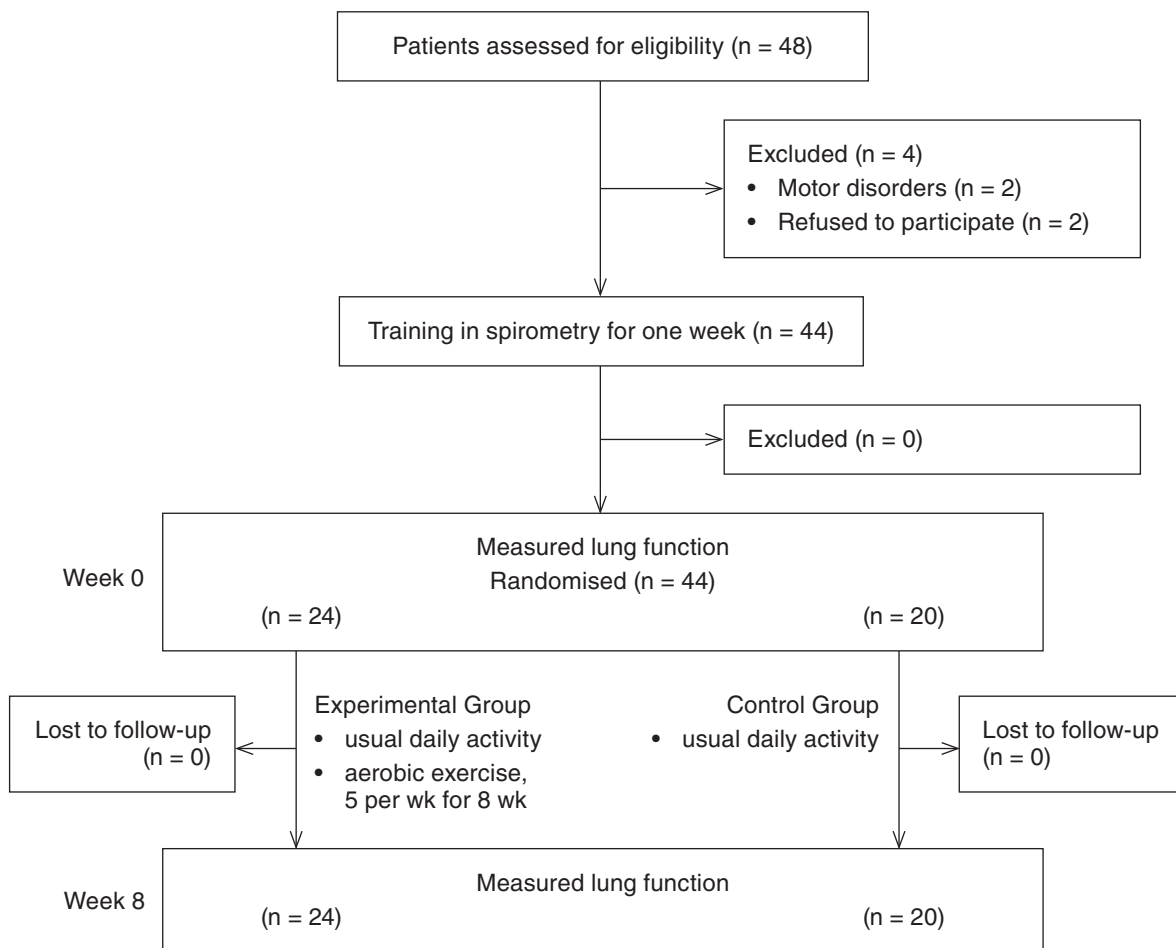 Patients assessed for eligibility (n = 48)
Excluded (n = 4)
• Motor disorders (n = 2)
• Refused to participate (n = 2)
Training in spirometry for one week (n = 44)
Excluded (n = 0)
Week 0
Measured lung function
Randomised (n = 44)
(n = 24)
(n = 20)
Lost to follow-up
(n = 0)
Experimental Group
• usual daily activity
• aerobic exercise,
5 per wk for 8 wk
Control Group
• usual daily activity
Lost to follow-up
(n = 0)
Week 8
Measured lung function
(n = 24)
(n = 20)